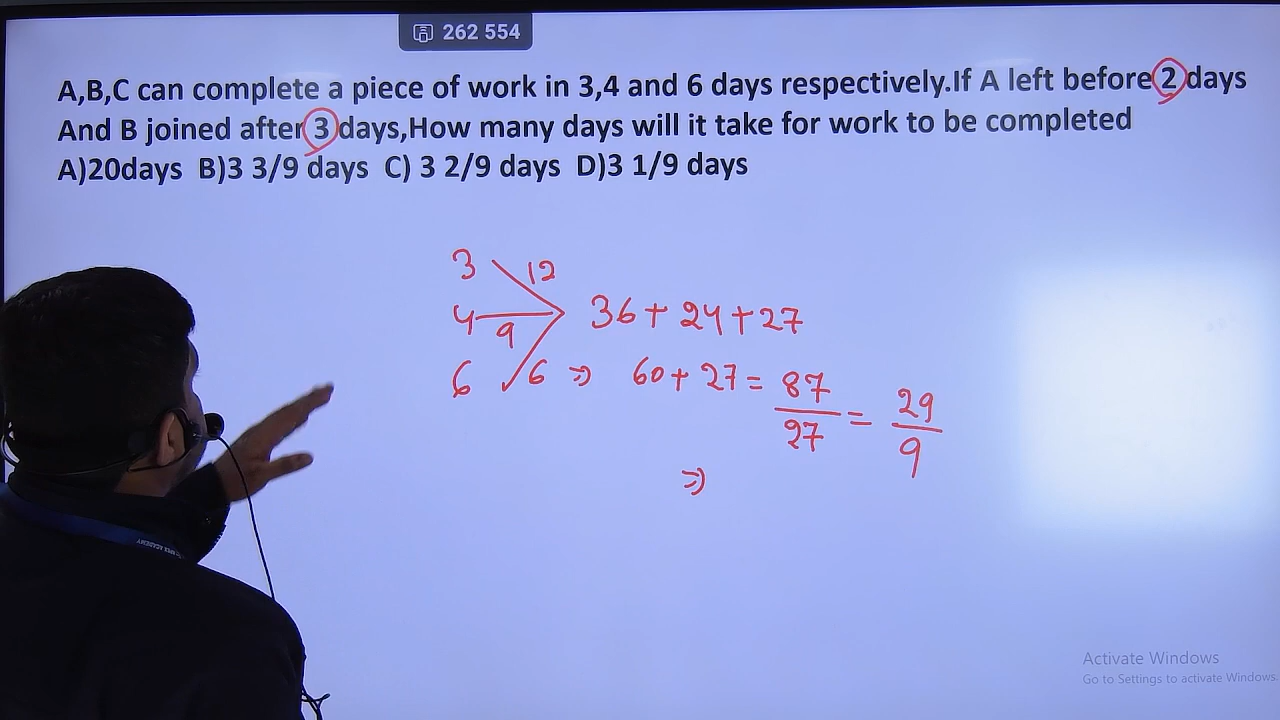 262 554
A,B,C can complete a piece of work in 3,4 and 6 days respectively.If A left before 2 days
And B joined after 3 days,How many days will it take for work to be completed
A)20days B)3 3/9 days C) 3 2/9 days D)3 1/9 days
3 12
4 9 36 + 24 + 27
6 6 ⇒ 60 + 27 = 87/27 = 29/9
⇒
Activate Windows
Go to Settings to activate Windows.